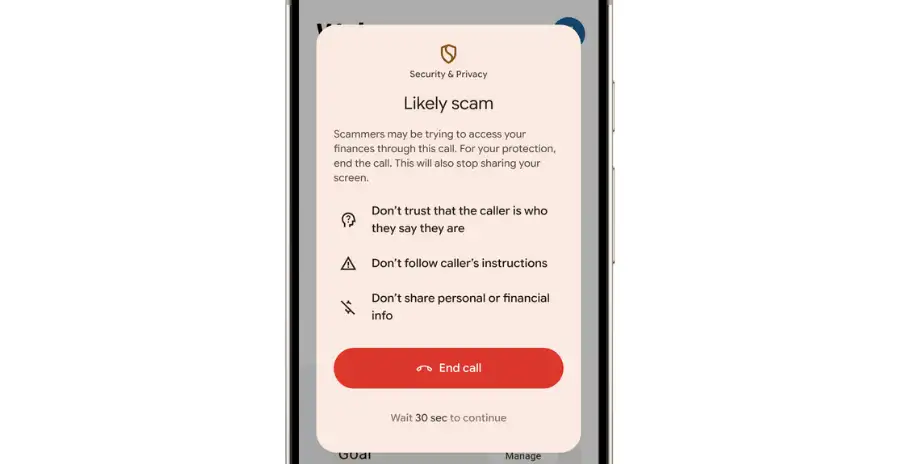 Security & Privacy
Likely scam
Scammers may be trying to access your
finances through this call. For your protection,
end the call. This will also stop sharing your
screen.
Don't trust that the caller is who
they say they are
Don't follow caller's instructions
Don't share personal or financial
info
End call
Wait 30 sec to continue
Goal
Manage